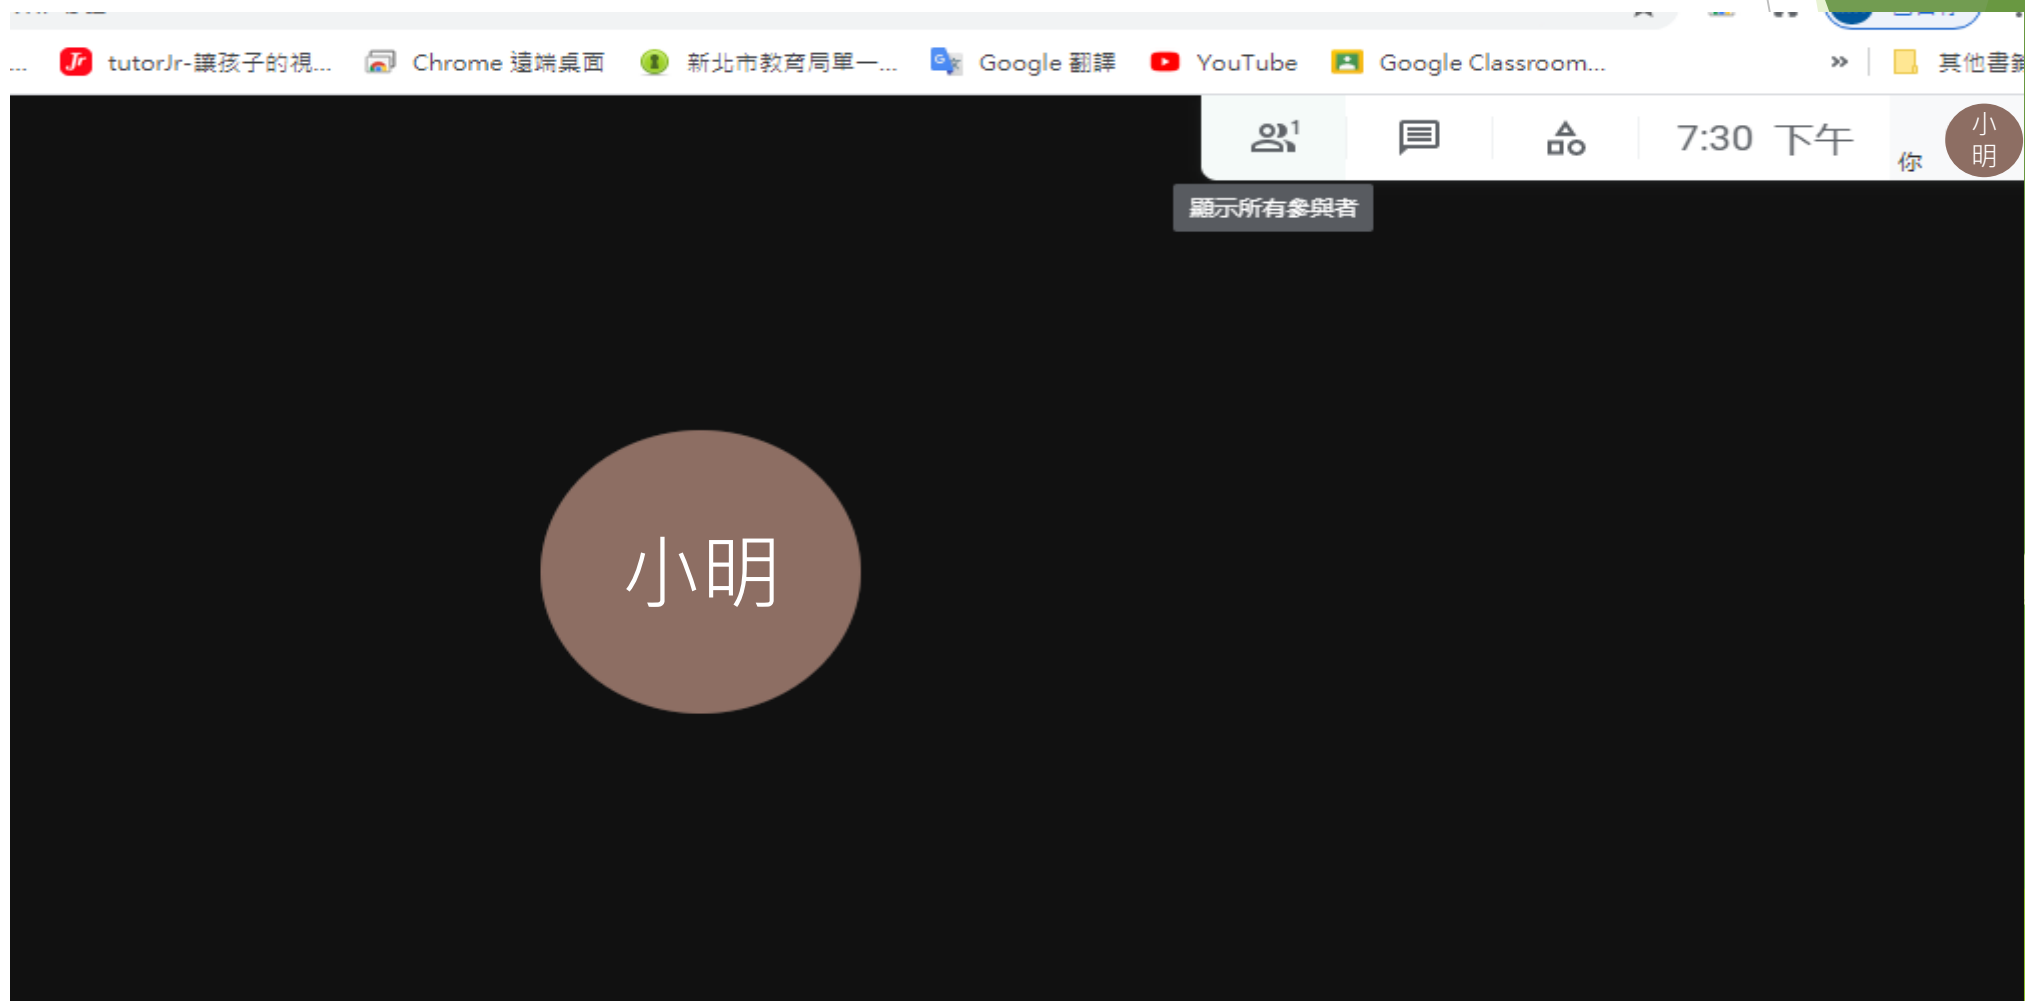 ... Jr tutorJr-讓孩子的視... Chrome 遠端桌面 新北市教育局單一... Google 翻譯 YouTube Google Classroom... » 其他書
1 7:30 下午 你 小明
顯示所有參與者
小明